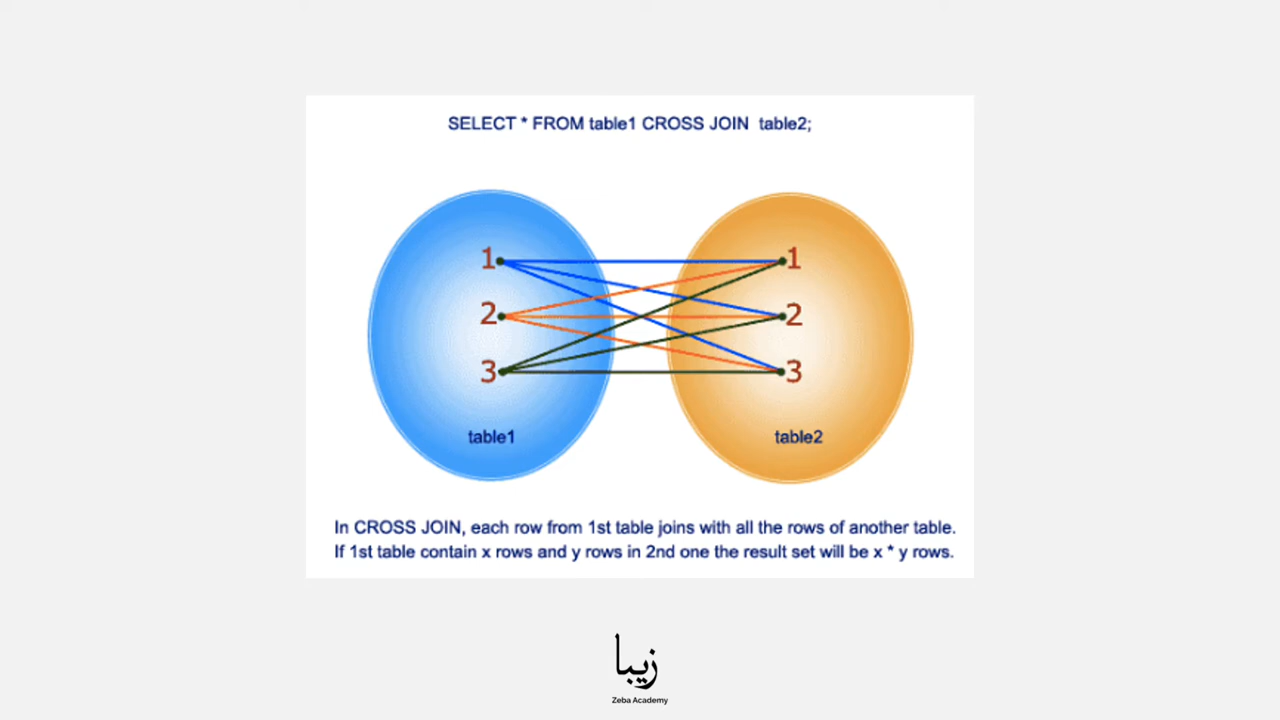 SELECT * FROM table1 CROSS JOIN table2;
1 1
2 2
3 3
table1 table2
In CROSS JOIN, each row from 1st table joins with all the rows of another table.
If 1st table contain x rows and y rows in 2nd one the result set will be x * y rows.
زیبا
Zeba Academy